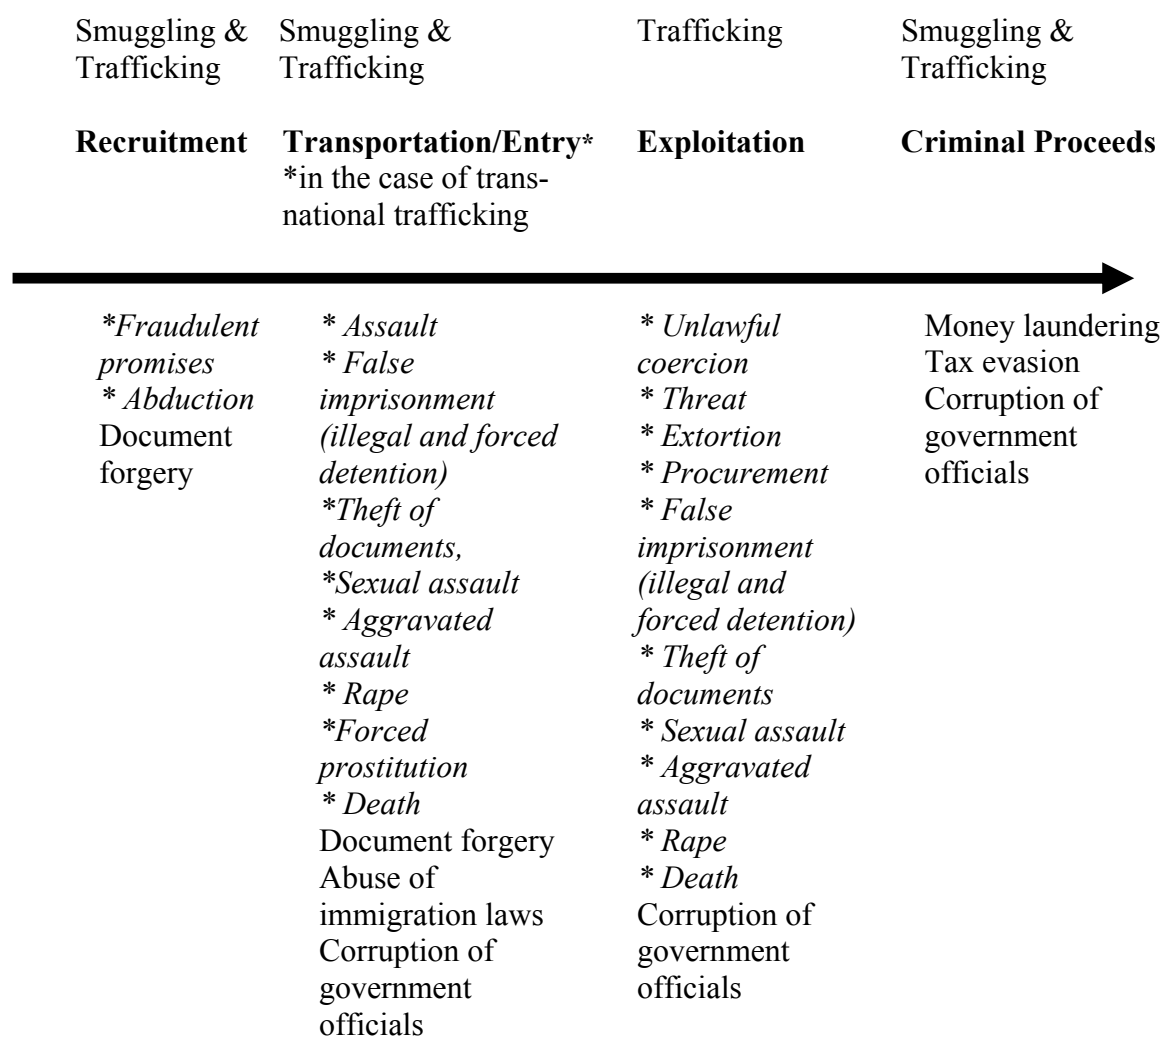 Smuggling & Trafficking
Smuggling & Trafficking
Trafficking
Smuggling & Trafficking
Recruitment
Transportation/Entry*
*in the case of trans-
national trafficking
Exploitation
Criminal Proceeds
*Fraudulent
promises
* Abduction
Document
forgery
* Assault
* False
imprisonment
(illegal and forced
detention)
*Theft of
documents,
*Sexual assault
* Aggravated
assault
* Rape
*Forced
prostitution
* Death
Document forgery
Abuse of
immigration laws
Corruption of
government
officials
* Unlawful
coercion
* Threat
* Extortion
* Procurement
* False
imprisonment
(illegal and
forced detention)
* Theft of
documents
* Sexual assault
* Aggravated
assault
* Rape
* Death
Corruption of
government
officials
Money laundering
Tax evasion
Corruption of
government
officials